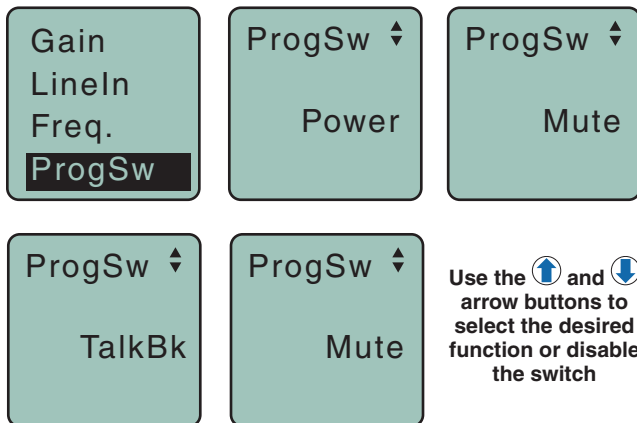 Gain
LineIn
Freq.
ProgSw
ProgSw
Power
ProgSw
Mute
ProgSw
TalkBk
ProgSw
Mute
Use the and
arrow buttons to
select the desired
function or disable
the switch